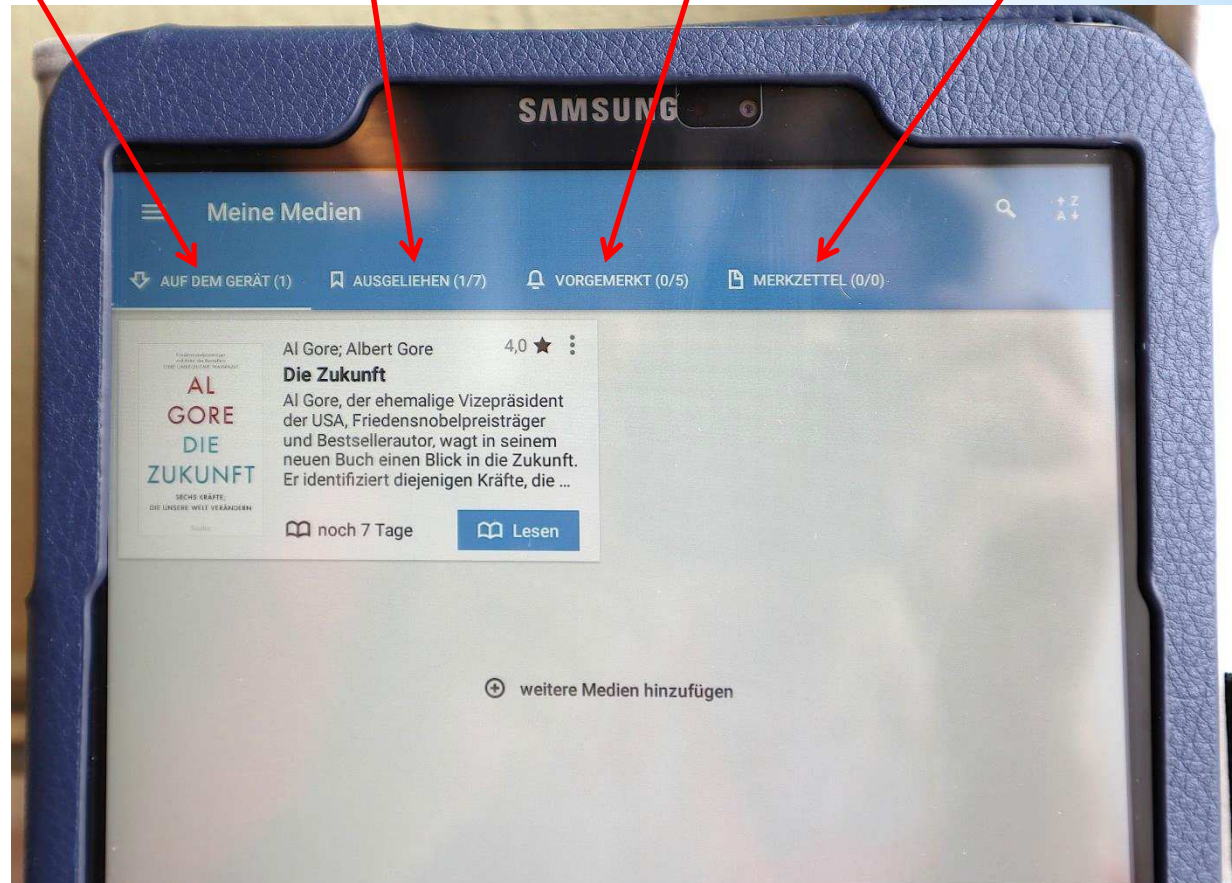 SAMSUNG
Meine Medien
AUF DEM GERÄT (1)
AUSGELIEHEN (1/7)
VORGEMERKT (0/5)
MERKZETTEL (0/0)
AL
GORE
DIE
ZUKUNFT
SECHS KRÄFTE,
DIE UNSERE WELT VERÄNDERN
Al Gore; Albert Gore 4,0
Die Zukunft
Al Gore, der ehemalige Vizepräsident
der USA, Friedensnobelpreisträger
und Bestsellerautor, wagt in seinem
neuen Buch einen Blick in die Zukunft.
Er identifiziert diejenigen Kräfte, die ...
noch 7 Tage
Lesen
weitere Medien hinzufügen